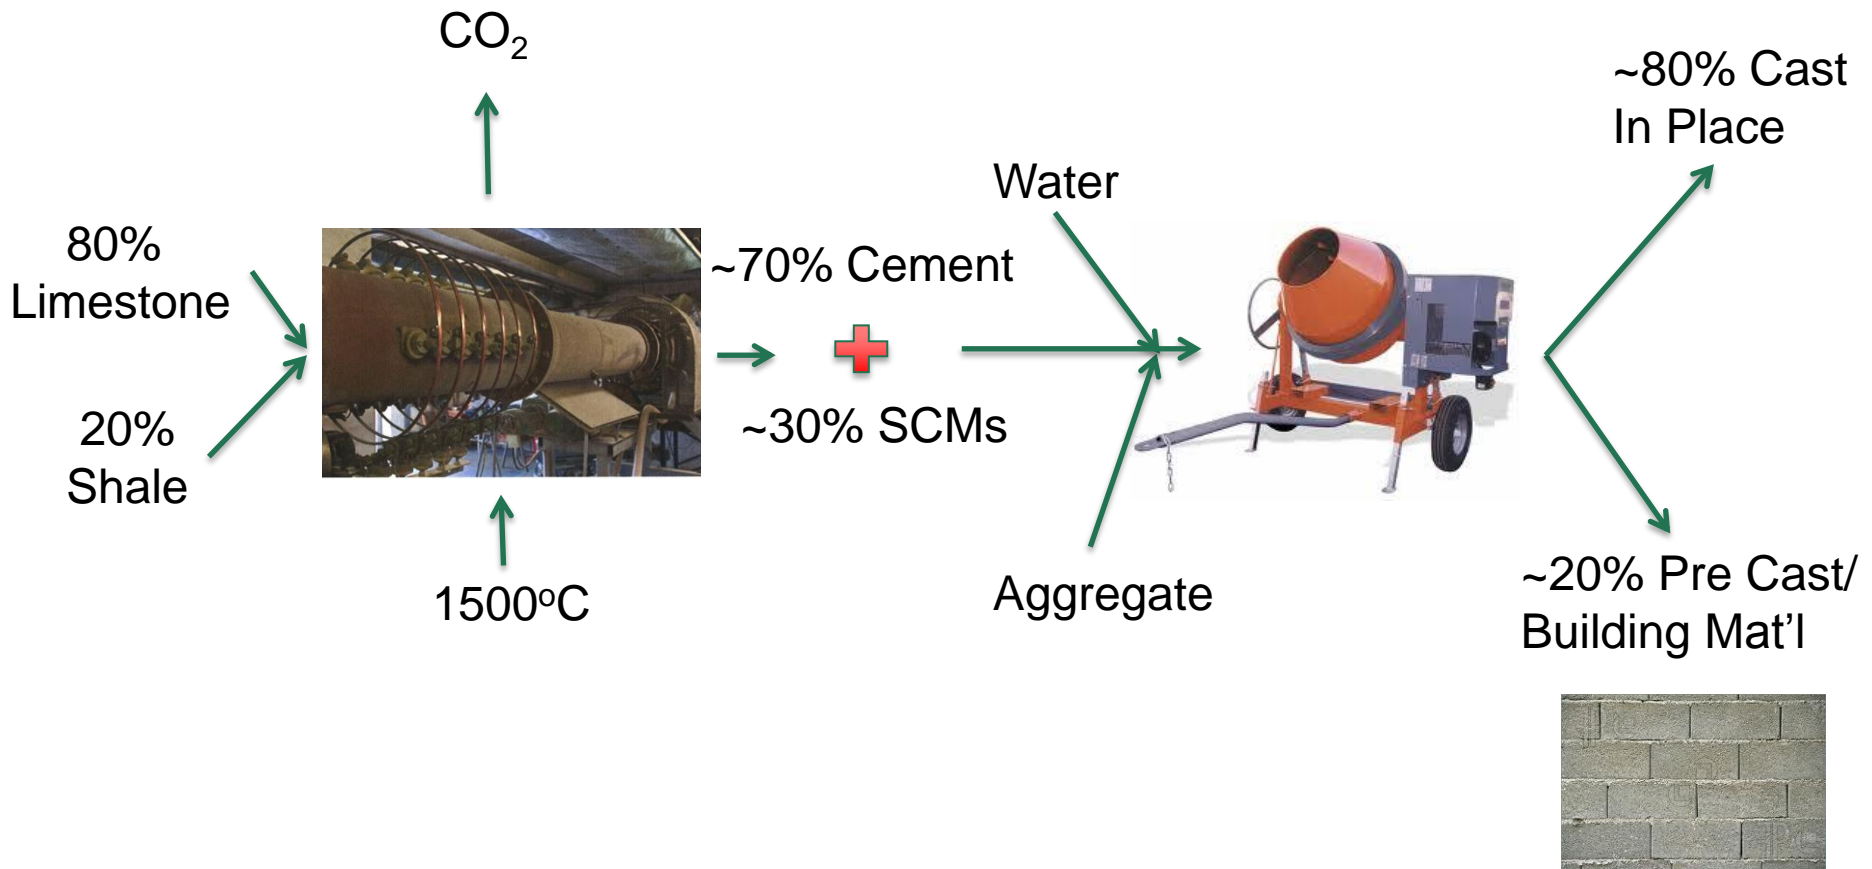 CO₂
80%
Limestone
20%
Shale
1500°C
~70% Cement
~30% SCMs
Water
Aggregate
~80% Cast
In Place
~20% Pre Cast/
Building Mat’l